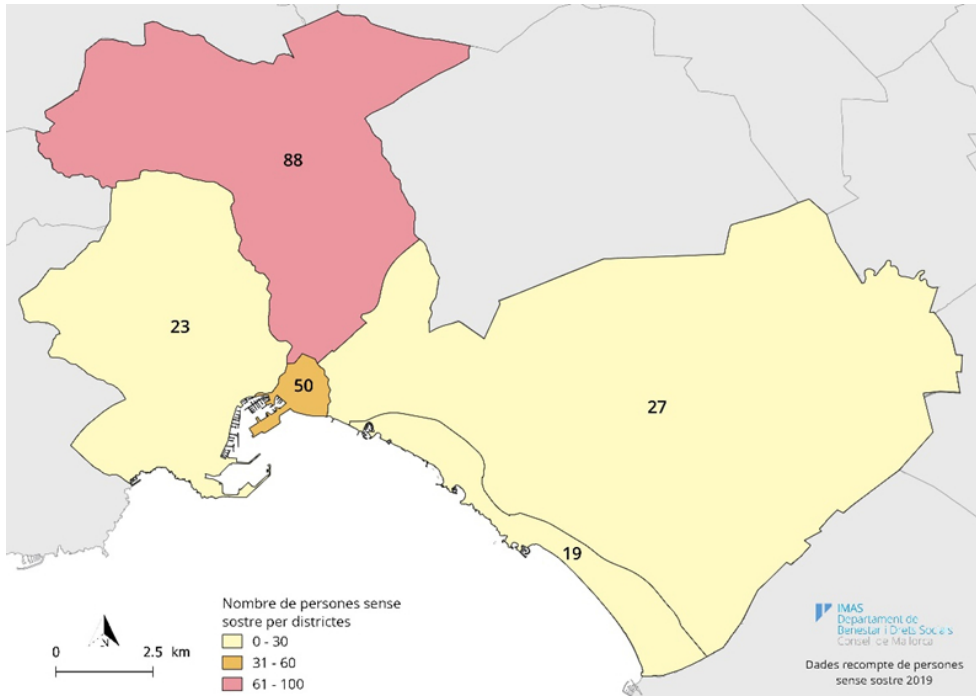 88
23
50
27
19
Nombre de persones sense
sostre per districtes
0 - 30
31 - 60
61 - 100
0 2.5 km
IMAS
Departament de
Benestar i Drets Socials
Consell de Mallorca
Dades recompte de persones
sense sostre 2019